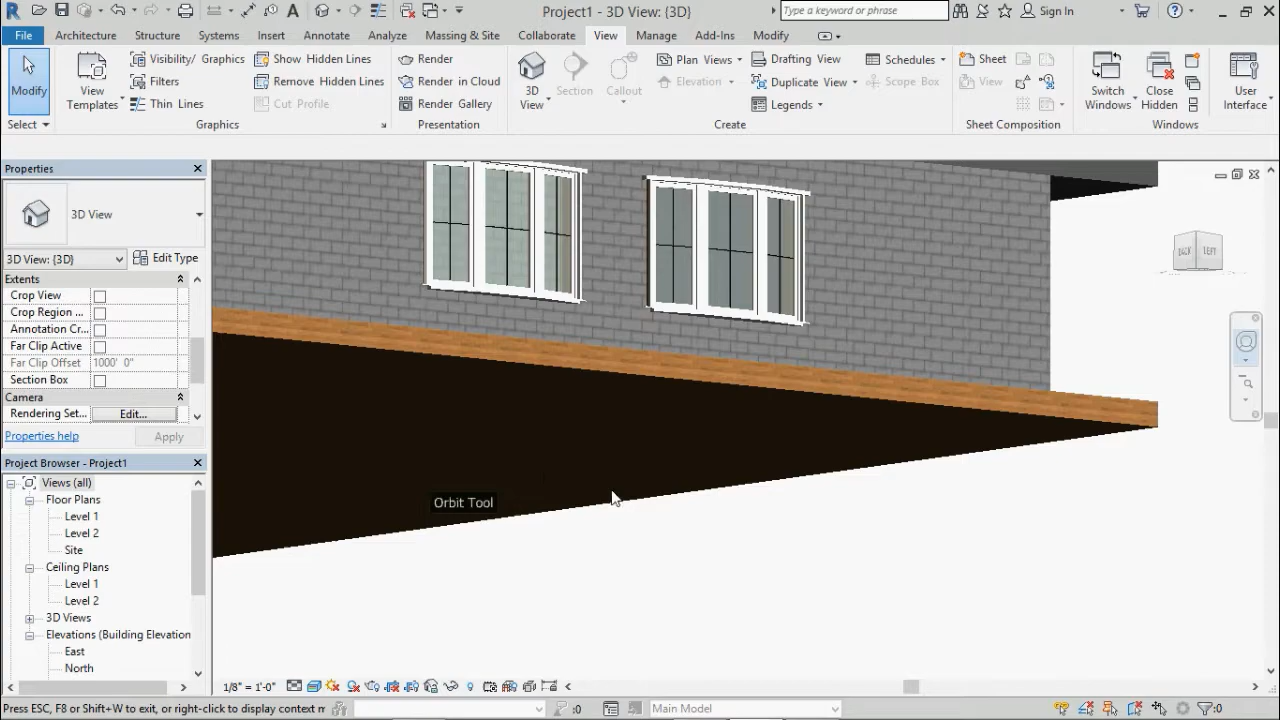 Project1 - 3D View: {3D}
Type a keyword or phrase
Sign In
File Architecture Structure Systems Insert Annotate Analyze Massing & Site Collaborate View Manage Add-Ins Modify
Modify
Select
View Templates
Visibility/ Graphics
Filters
Thin Lines
Show Hidden Lines
Remove Hidden Lines
Cut Profile
Graphics
Render
Render in Cloud
Render Gallery
Presentation
3D View
Section
Callout
Plan Views
Elevation
Drafting View
Duplicate View
Legends
Schedules
Scope Box
Create
Sheet
View
Sheet Composition
Switch Windows
Close Hidden
User Interface
Windows
Properties
3D View
3D View: {3D}
Edit Type
Extents
Crop View
Crop Region ...
Annotation Cr...
Far Clip Active
Far Clip Offset 1000' 0"
Section Box
Camera
Rendering Set... Edit...
Properties help
Apply
Project Browser - Project1
Views (all)
Floor Plans
Level 1
Level 2
Site
Ceiling Plans
Level 1
Level 2
3D Views
Elevations (Building Elevation
East
North
Orbit Tool
LEFT
1/8" = 1'-0"
Press ESC, F8 or Shift+W to exit, or right-click to display context m
:0
Main Model
:0